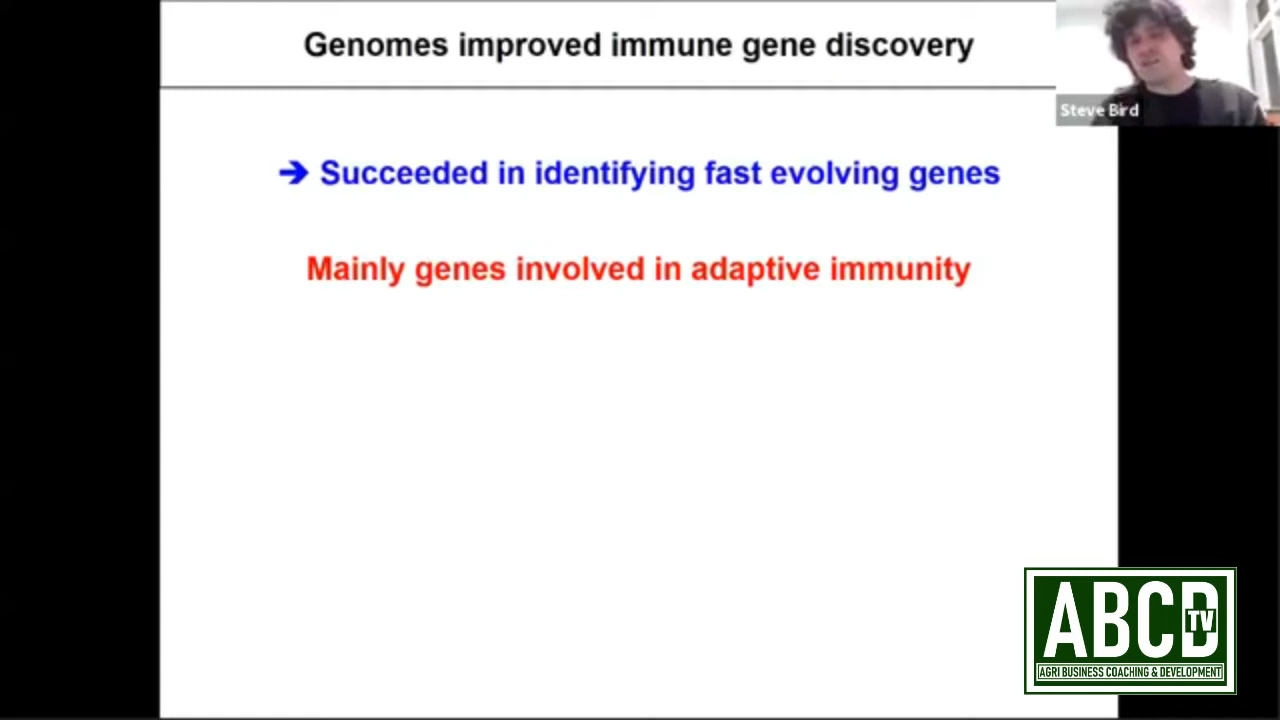 Genomes improved immune gene discovery
Steve Bird
➔ Succeeded in identifying fast evolving genes
Mainly genes involved in adaptive immunity
ABCD
TV
AGRI BUSINESS COACHING & DEVELOPMENT